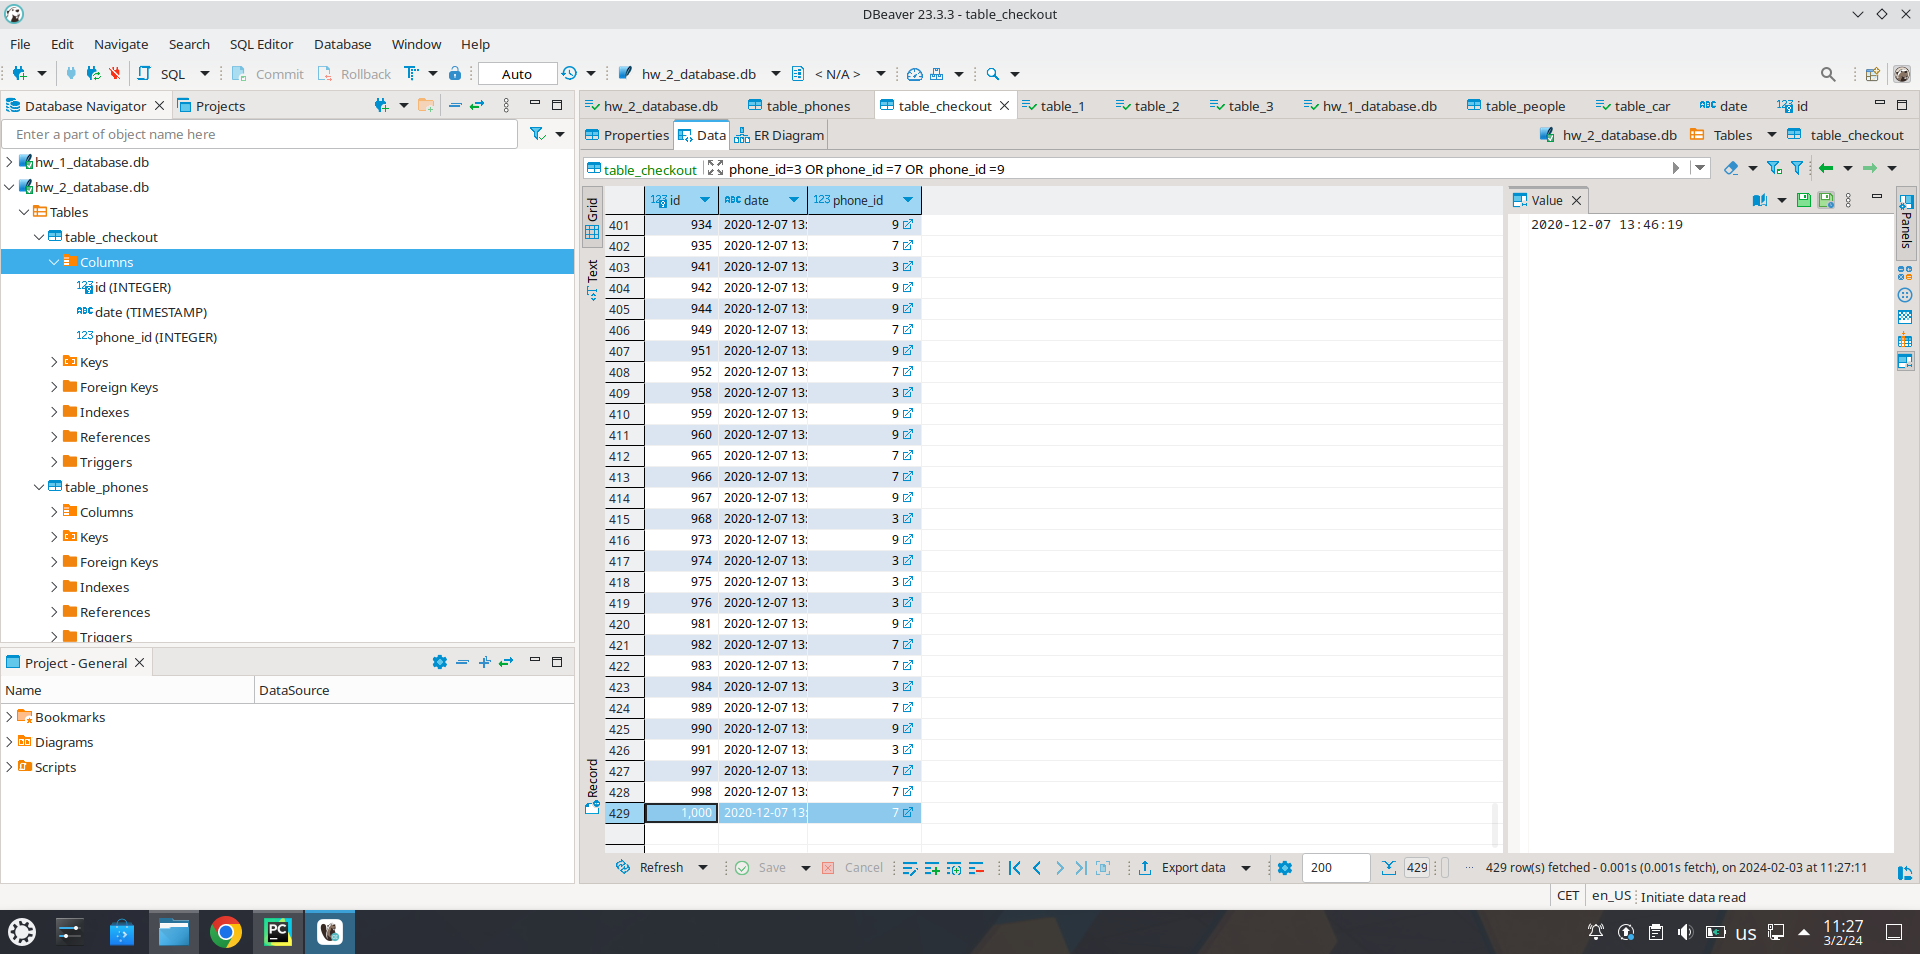 DBeaver 23.3.3 - table_checkout
File Edit Navigate Search SQL Editor Database Window Help
SQL Commit Rollback Auto hw_2_database.db < N/A >
Database Navigator Projects
Enter a part of object name here
hw_1_database.db
hw_2_database.db
Tables
table_checkout
Columns
id (INTEGER)
date (TIMESTAMP)
phone_id (INTEGER)
Keys
Foreign Keys
Indexes
References
Triggers
table_phones
Columns
Keys
Foreign Keys
Indexes
References
Triggers
Project - General
Name DataSource
Bookmarks
Diagrams
Scripts
hw_2_database.db table_phones table_checkout table_1 table_2 table_3 hw_1_database.db table_people table_car date id
Properties Data ER Diagram hw_2_database.db Tables table_checkout
table_checkout phone_id=3 OR phone_id =7 OR phone_id =9
Grid
Text
Record
id date phone_id
401 934 2020-12-07 13: 9
402 935 2020-12-07 13: 7
403 941 2020-12-07 13: 3
404 942 2020-12-07 13: 9
405 944 2020-12-07 13: 9
406 949 2020-12-07 13: 7
407 951 2020-12-07 13: 9
408 952 2020-12-07 13: 7
409 958 2020-12-07 13: 3
410 959 2020-12-07 13: 9
411 960 2020-12-07 13: 9
412 965 2020-12-07 13: 7
413 966 2020-12-07 13: 7
414 967 2020-12-07 13: 9
415 968 2020-12-07 13: 3
416 973 2020-12-07 13: 9
417 974 2020-12-07 13: 3
418 975 2020-12-07 13: 3
419 976 2020-12-07 13: 3
420 981 2020-12-07 13: 9
421 982 2020-12-07 13: 7
422 983 2020-12-07 13: 7
423 984 2020-12-07 13: 3
424 989 2020-12-07 13: 7
425 990 2020-12-07 13: 9
426 991 2020-12-07 13: 3
427 997 2020-12-07 13: 7
428 998 2020-12-07 13: 7
429 1,000 2020-12-07 13: 7
Value
2020-12-07 13:46:19
Panels
Refresh Save Cancel Export data 200 429 429 row(s) fetched - 0.001s (0.001s fetch), on 2024-02-03 at 11:27:11
CET en_US Initiate data read
PC us 11:27
3/2/24